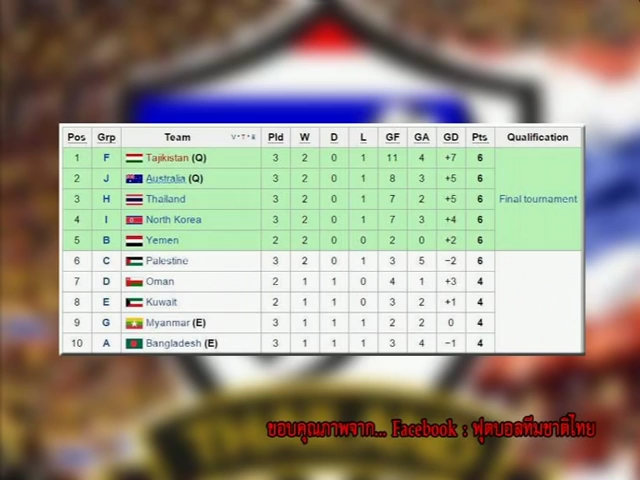 Pos Grp Team V·T·E Pld W D L GF GA GD Pts Qualification
1 F Tajikistan (Q) 3 2 0 1 11 4 +7 6
2 J Australia (Q) 3 2 0 1 8 3 +5 6
3 H Thailand 3 2 0 1 7 2 +5 6 Final tournament
4 I North Korea 3 2 0 1 7 3 +4 6
5 B Yemen 2 2 0 0 2 0 +2 6
6 C Palestine 3 2 0 1 3 5 −2 6
7 D Oman 2 1 1 0 4 1 +3 4
8 E Kuwait 2 1 1 0 3 2 +1 4
9 G Myanmar (E) 3 1 1 1 2 2 0 4
10 A Bangladesh (E) 3 1 1 1 3 4 −1 4
ขอบคุณภาพจาก... Facebook : ฟุตบอลทีมชาติไทย